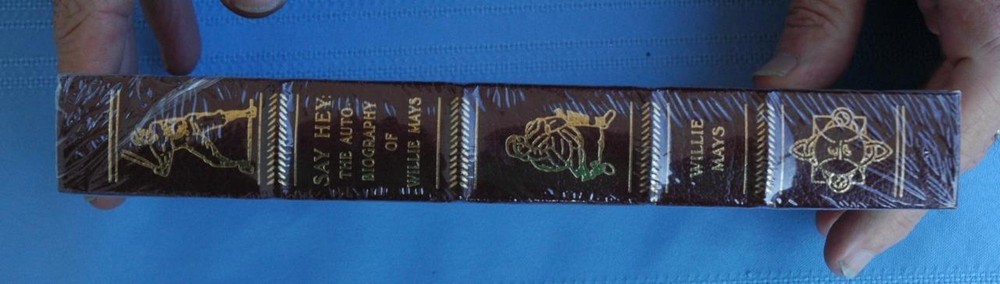 SAY HEY:
THE AUTO-
BIOGRAPHY
OF
WILLIE MAYS
WILLIE
MAYS